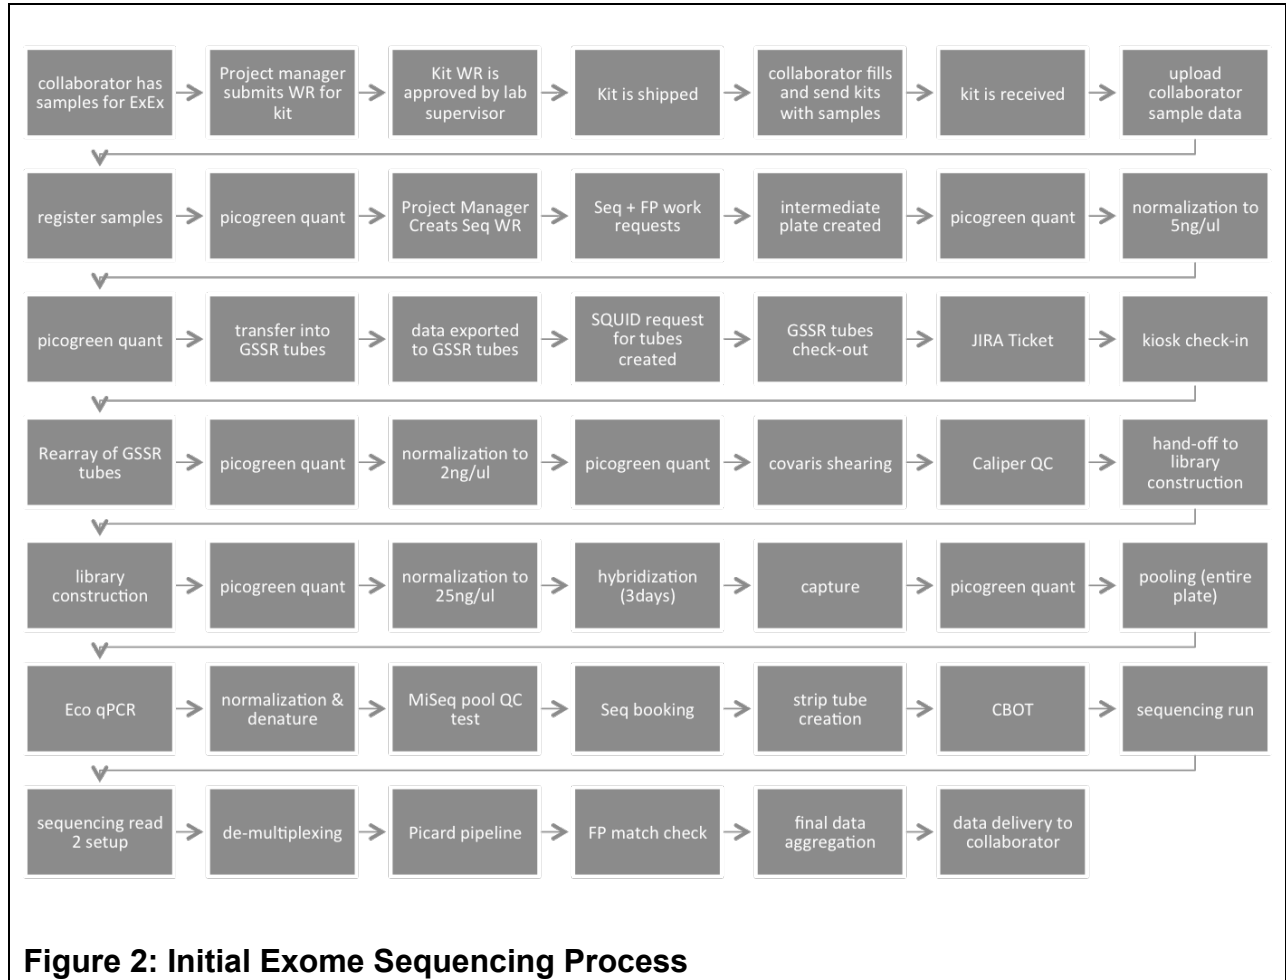 collaborator has
samples for ExEx
Project manager
submits WR for
kit
Kit WR is
approved by lab
supervisor
Kit is shipped
collaborator fills
and send kits
with samples
kit is received
upload
collaborator
sample data
register samples
picogreen quant
Project Manager
Creats Seq WR
Seq + FP work
requests
intermediate
plate created
picogreen quant
normalization to
5ng/ul
picogreen quant
transfer into
GSSR tubes
data exported
to GSSR tubes
SQUID request
for tubes
created
GSSR tubes
check-out
JIRA Ticket
kiosk check-in
Rearray of GSSR
tubes
picogreen quant
normalization to
2ng/ul
picogreen quant
covaris shearing
Caliper QC
hand-off to
library
construction
library
construction
picogreen quant
normalization to
25ng/ul
hybridization
(3days)
capture
picogreen quant
pooling (entire
plate)
Eco qPCR
normalization &
denature
MiSeq pool QC
test
Seq booking
strip tube
creation
CBOT
sequencing run
sequencing read
2 setup
de-multiplexing
Picard pipeline
FP match check
final data
aggregation
data delivery to
collaborator
Figure 2: Initial Exome Sequencing Process